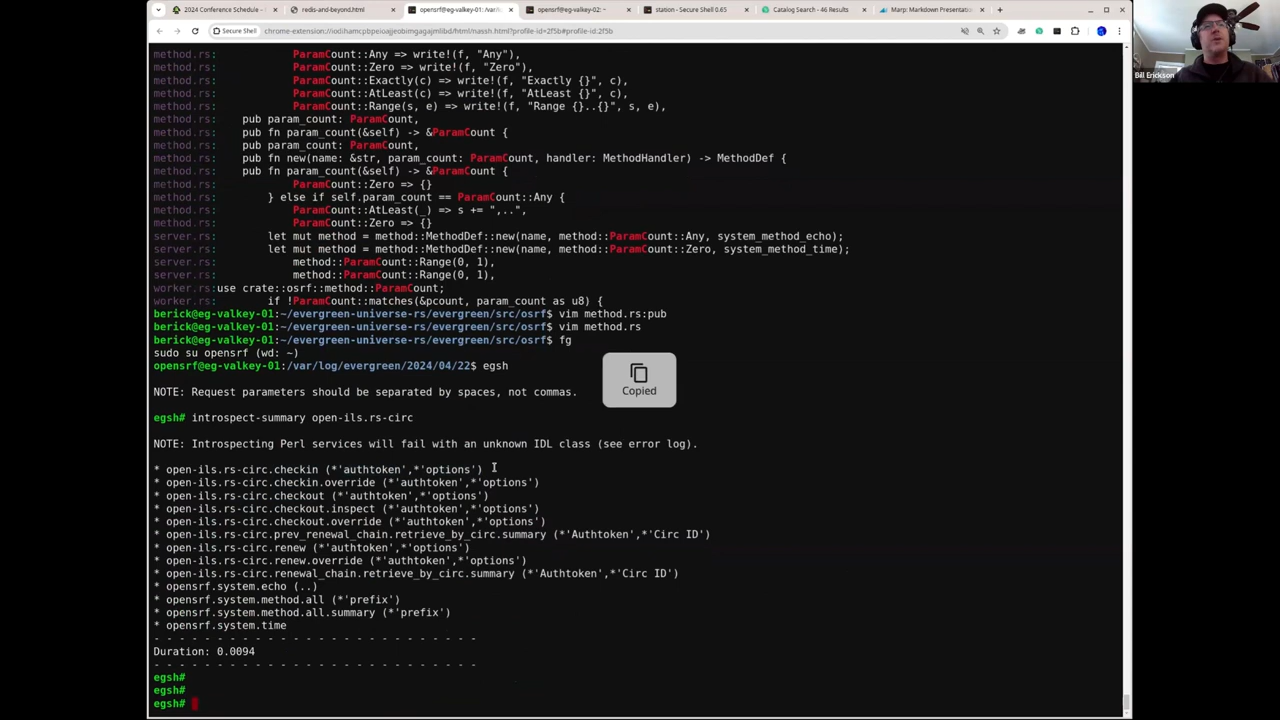 2024 Conference Schedule -
redis-and-beyond.html
opensrf@eg-valkey-01: /var/l
opensrf@eg-valkey-02: ~
station - Secure Shell 0.65
Catalog Search - 46 Results
Marp: Markdown Presentatio
Secure Shell
Bill Erickson
method.rs: ParamCount::Any => write!(f, "Any"),
method.rs: ParamCount::Zero => write!(f, "Zero"),
method.rs: ParamCount::Exactly(c) => write!(f, "Exactly {}", c),
method.rs: ParamCount::AtLeast(c) => write!(f, "AtLeast {}", c),
method.rs: ParamCount::Range(s, e) => write!(f, "Range {}..{}", s, e),
method.rs: pub param_count: ParamCount,
method.rs: pub fn param_count(&self) -> &ParamCount {
method.rs: pub param_count: ParamCount,
method.rs: pub fn new(name: &str, param_count: ParamCount, handler: MethodHandler) -> MethodDef {
method.rs: pub fn param_count(&self) -> &ParamCount {
method.rs: ParamCount::Zero => {}
method.rs: } else if self.param_count == ParamCount::Any {
method.rs: ParamCount::AtLeast(_) => s += ",..",
method.rs: ParamCount::Zero => {}
server.rs: let mut method = method::MethodDef::new(name, method::ParamCount::Any, system_method_echo);
server.rs: let mut method = method::MethodDef::new(name, method::ParamCount::Zero, system_method_time);
server.rs: method::ParamCount::Range(0, 1),
server.rs: method::ParamCount::Range(0, 1),
worker.rs:use crate::osrf::method::ParamCount;
worker.rs: if !ParamCount::matches(&pcount, param_count as u8) {
berick@eg-valkey-01:~/evergreen-universe-rs/evergreen/src/osrf$ vim method.rs:pub
berick@eg-valkey-01:~/evergreen-universe-rs/evergreen/src/osrf$ vim method.rs
berick@eg-valkey-01:~/evergreen-universe-rs/evergreen/src/osrf$ fg
sudo su opensrf (wd: ~)
opensrf@eg-valkey-01:/var/log/evergreen/2024/04/22$ egsh
Copied
NOTE: Request parameters should be separated by spaces, not commas.
egsh# introspect-summary open-ils.rs-circ
NOTE: Introspecting Perl services will fail with an unknown IDL class (see error log).
* open-ils.rs-circ.checkin (*'authtoken',*'options')
* open-ils.rs-circ.checkin.override (*'authtoken',*'options')
* open-ils.rs-circ.checkout (*'authtoken',*'options')
* open-ils.rs-circ.checkout.inspect (*'authtoken',*'options')
* open-ils.rs-circ.checkout.override (*'authtoken',*'options')
* open-ils.rs-circ.prev_renewal_chain.retrieve_by_circ.summary (*'Authtoken',*'Circ ID')
* open-ils.rs-circ.renew (*'authtoken',*'options')
* open-ils.rs-circ.renew.override (*'authtoken',*'options')
* open-ils.rs-circ.renewal_chain.retrieve_by_circ.summary (*'Authtoken',*'Circ ID')
* opensrf.system.echo (..)
* opensrf.system.method.all (*'prefix')
* opensrf.system.method.all.summary (*'prefix')
* opensrf.system.time
- - - - - - - - - - - - - - - - - - - - - - - - - -
Duration: 0.0094
- - - - - - - - - - - - - - - - - - - - - - - - - -
egsh#
egsh#
egsh#